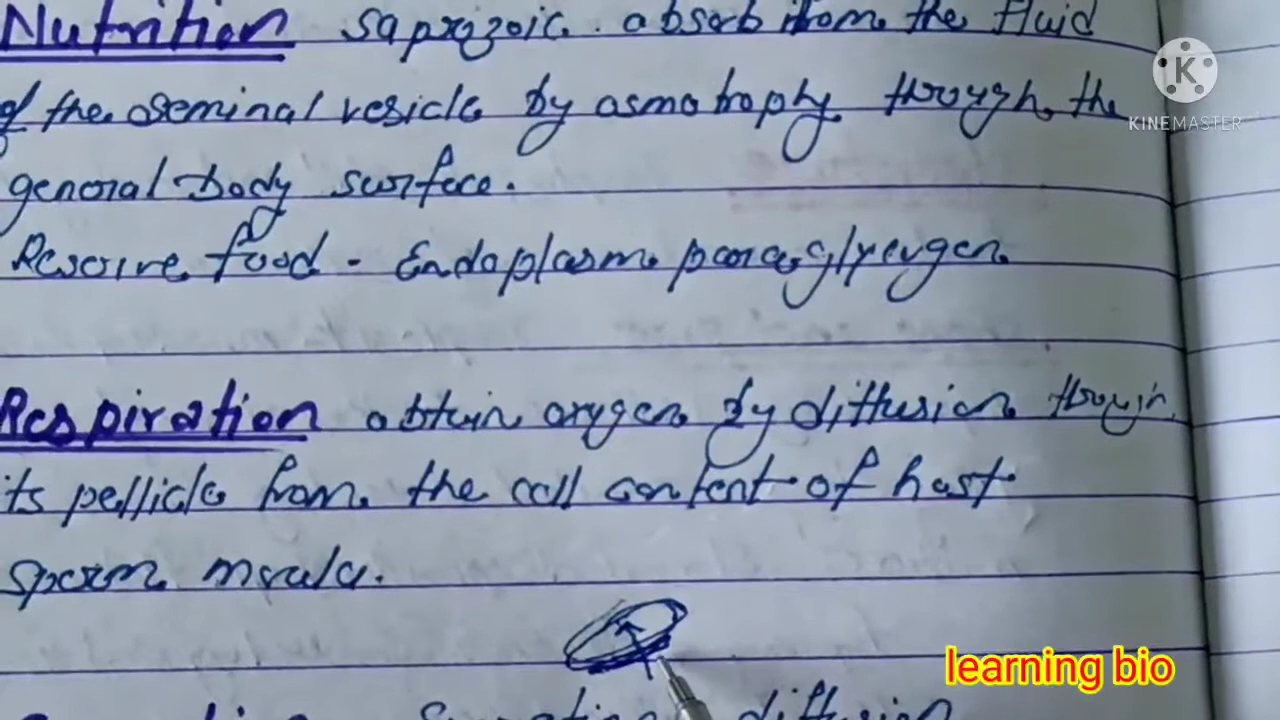 Nutrition saprozoic. absorb from the fluid
of the seminal vesicle by osmotrophy through the
general body surface.
Reserve food - Endoplasm paraglycogen
Respiration obtain oxygen by diffusion through
its pellicle from the cell content of host
sperm morula.
diffusion
K
KINEMASTER
learning bio